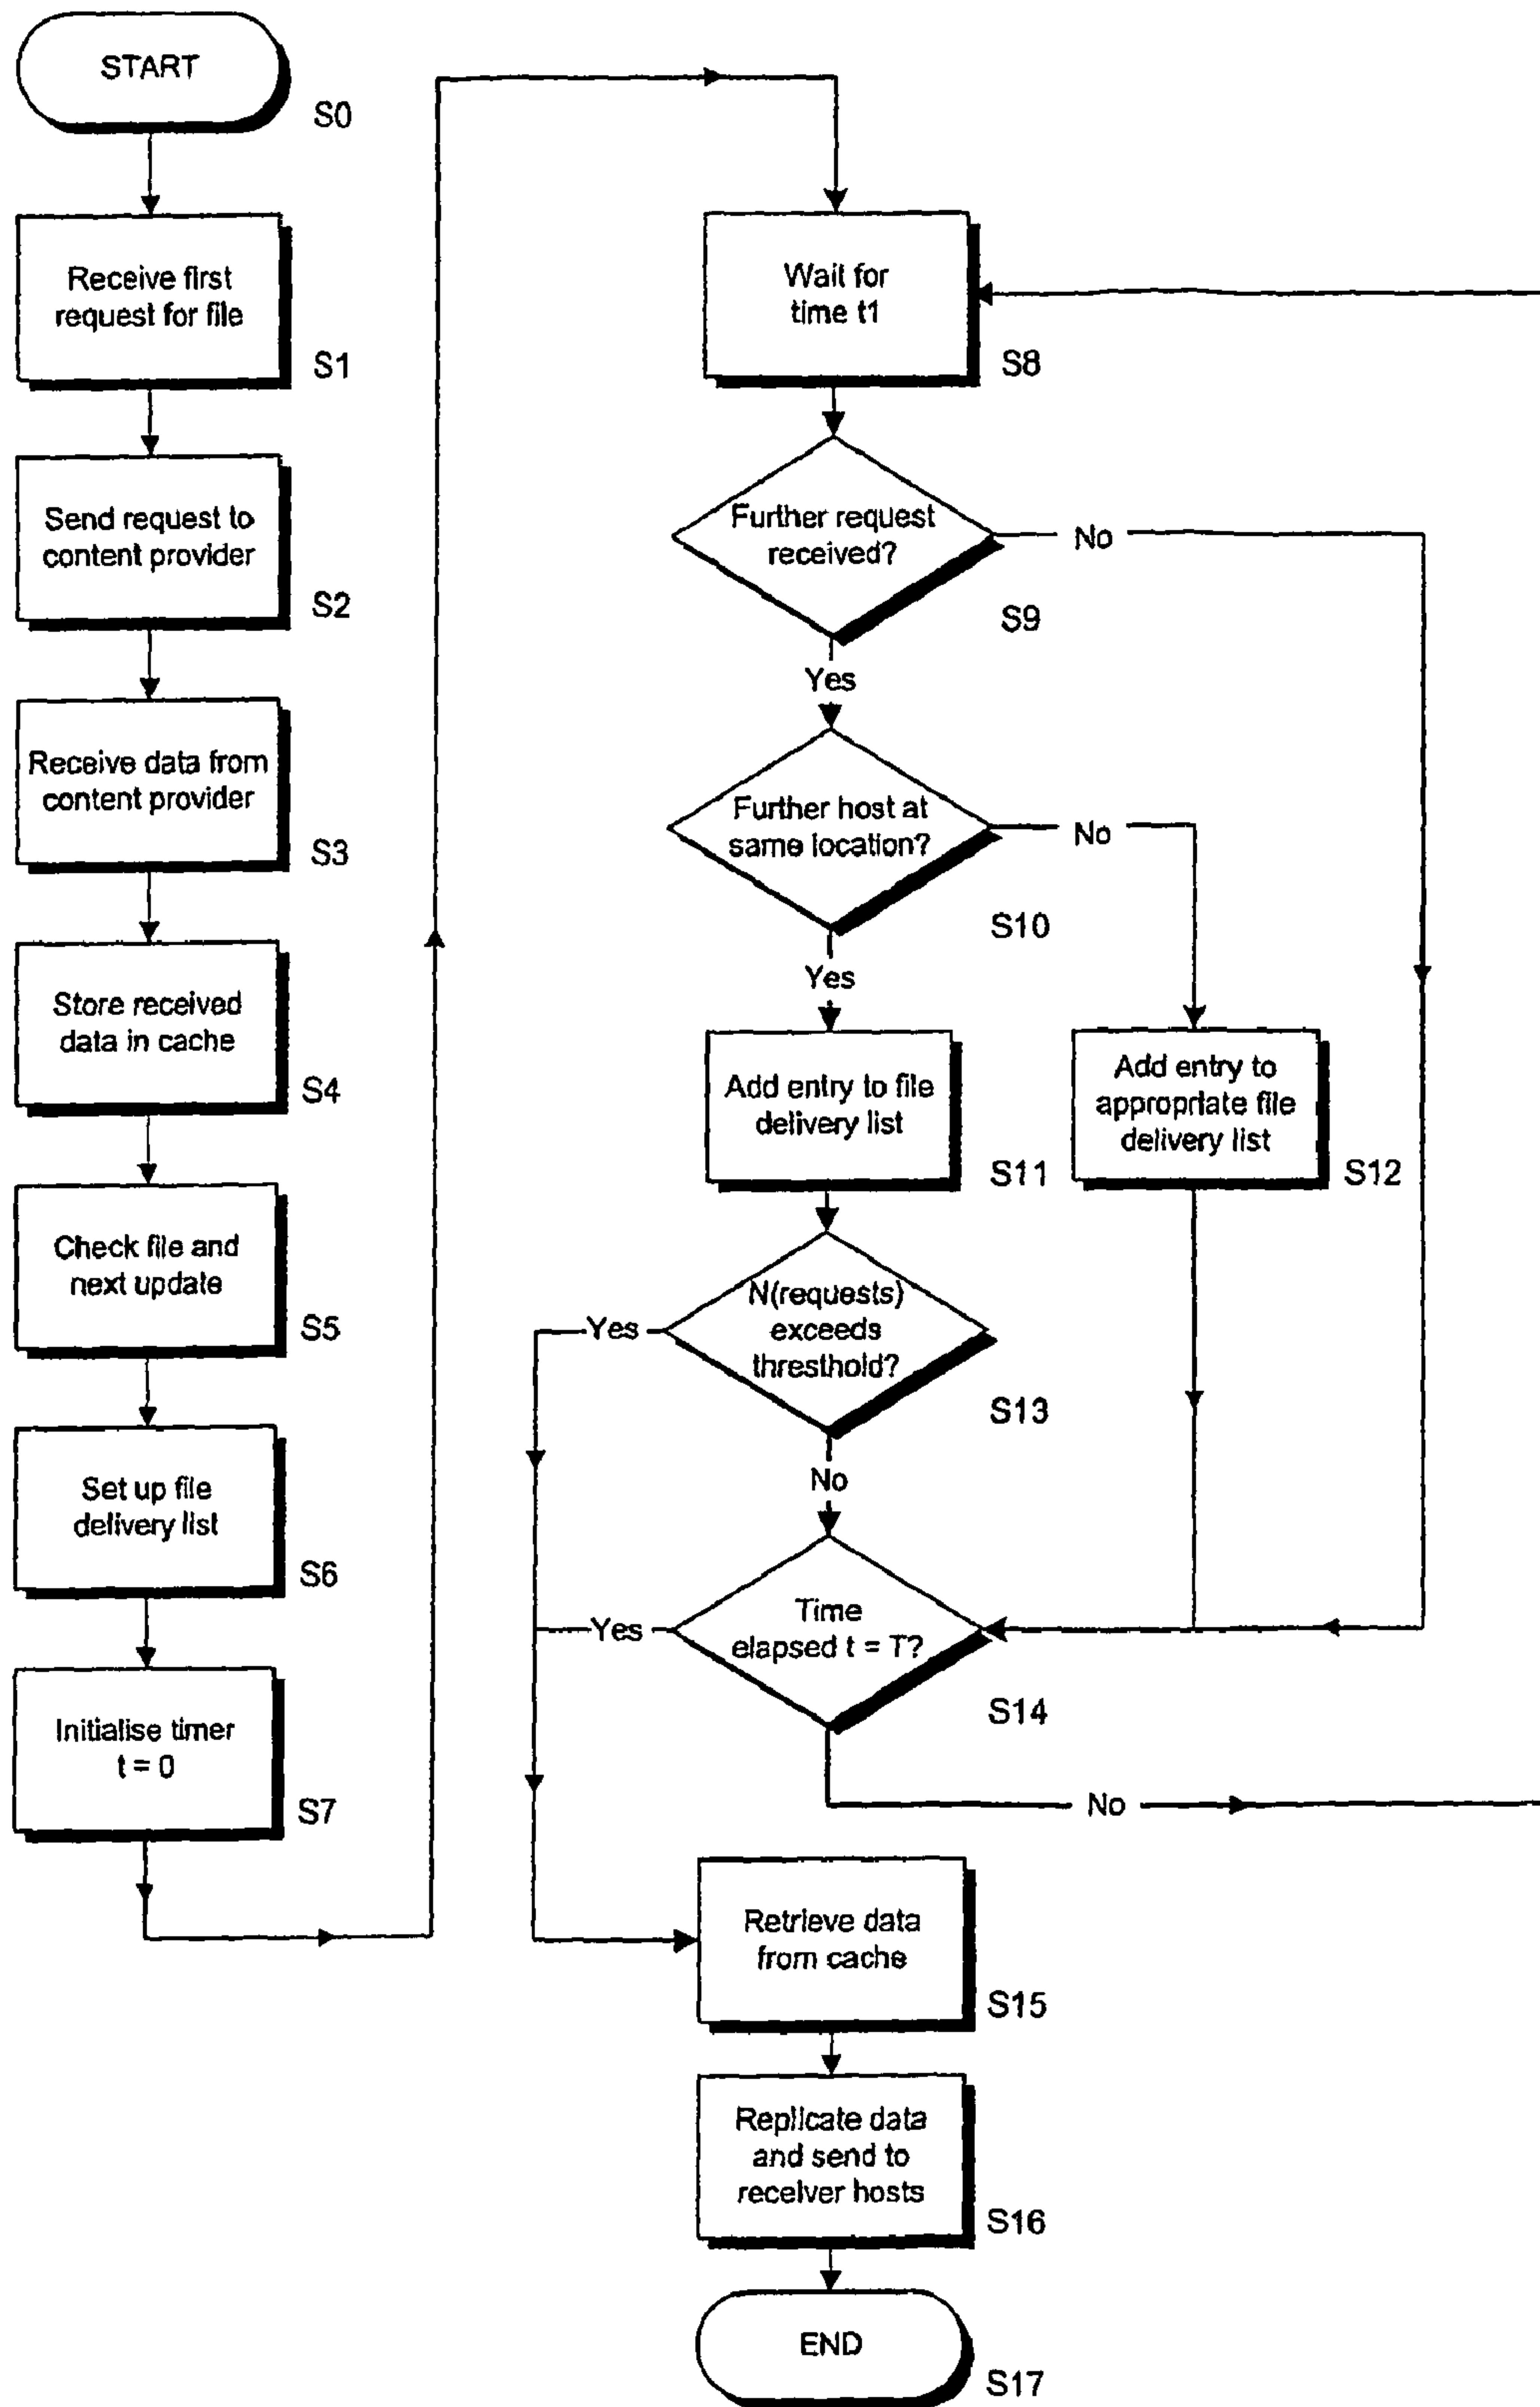 START
S0
Receive first
request for file
S1
Send request to
content provider
S2
Receive data from
content provider
S3
Store received
data in cache
S4
Check file and
next update
S5
Set up file
delivery list
S6
Initialise timer
t = 0
S7
Wait for
time t1
S8
Further request
received?
No
S9
Yes
Further host at
same location?
No
S10
Yes
Add entry to file
delivery list
S11
Add entry to
appropriate file
delivery list
S12
N(requests)
exceeds
thresthold?
Yes
S13
No
Time
elapsed t = T?
Yes
S14
No
Retrieve data
from cache
S15
Replicate data
and send to
receiver hosts
S16
END
S17